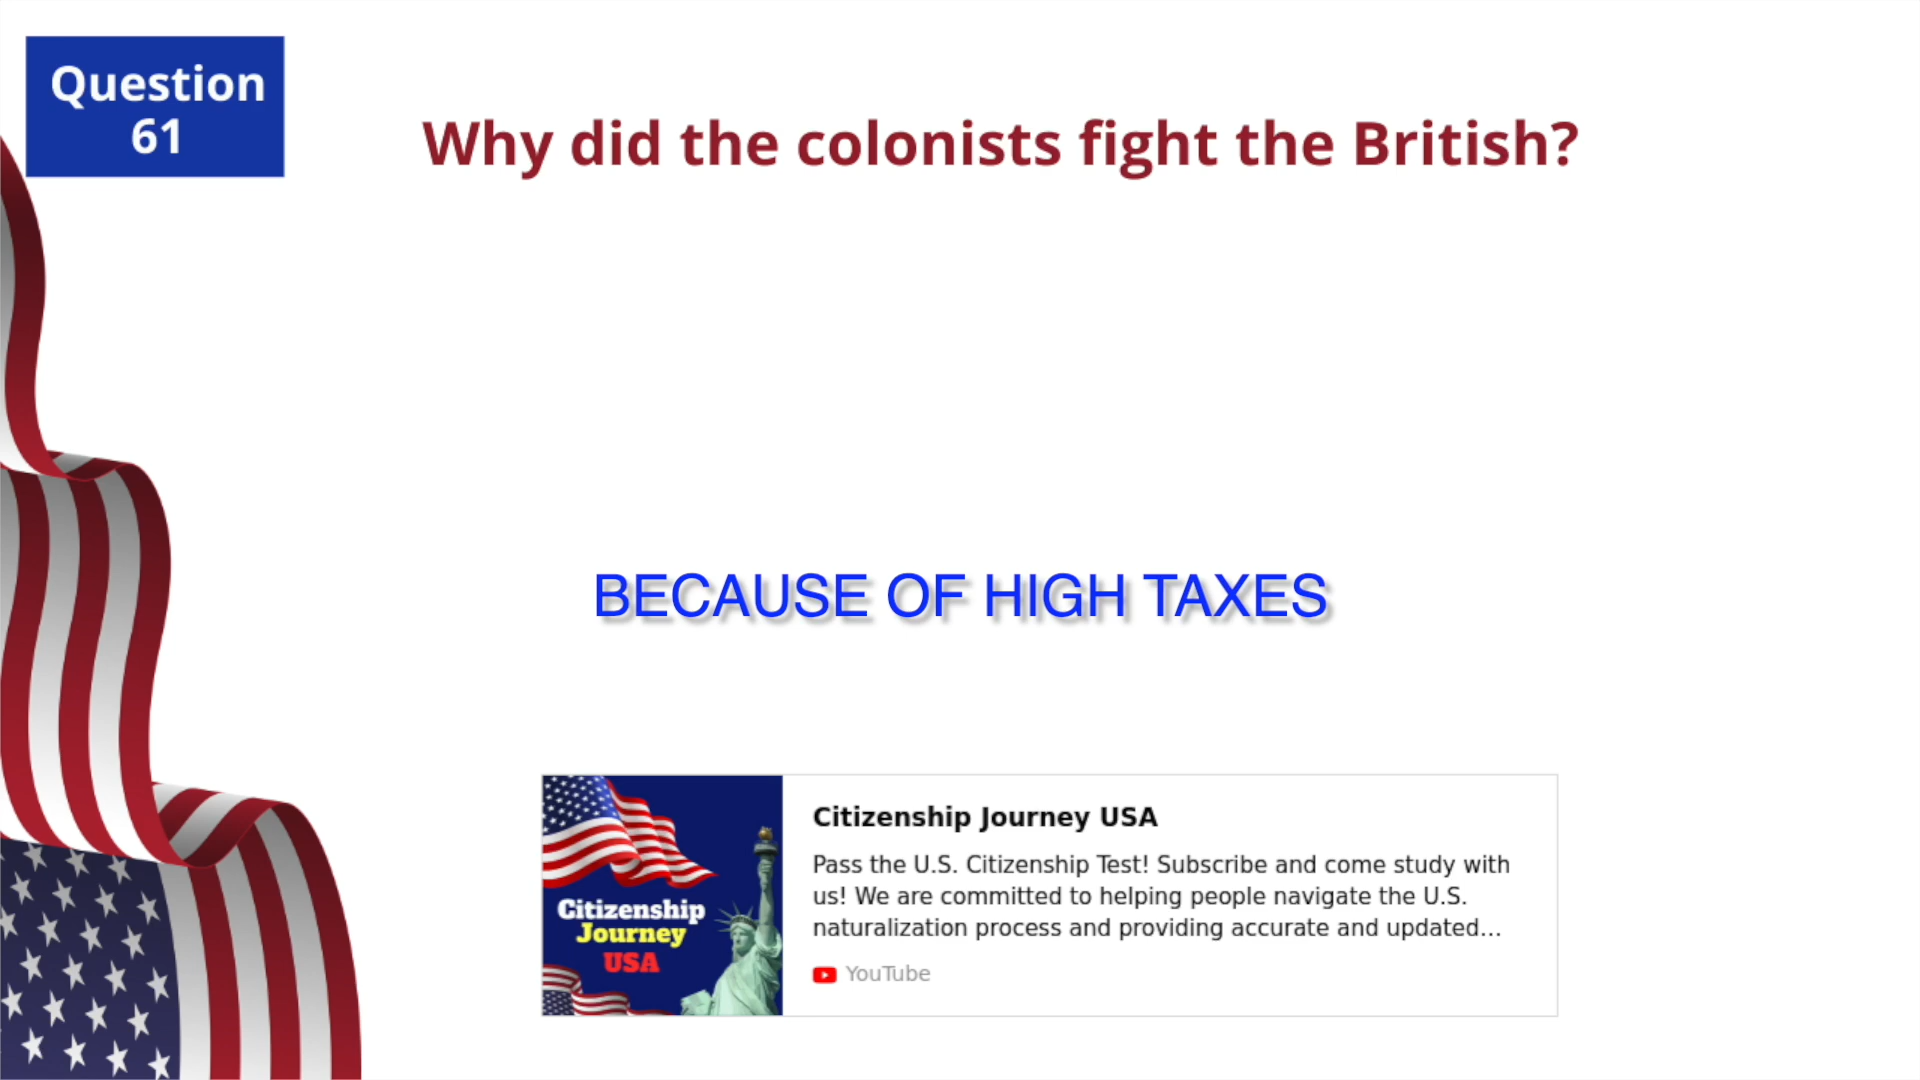 Question
61
Why did the colonists fight the British?
BECAUSE OF HIGH TAXES
Citizenship
Journey
USA
Citizenship Journey USA
Pass the U.S. Citizenship Test! Subscribe and come study with
us! We are committed to helping people navigate the U.S.
naturalization process and providing accurate and updated...
YouTube